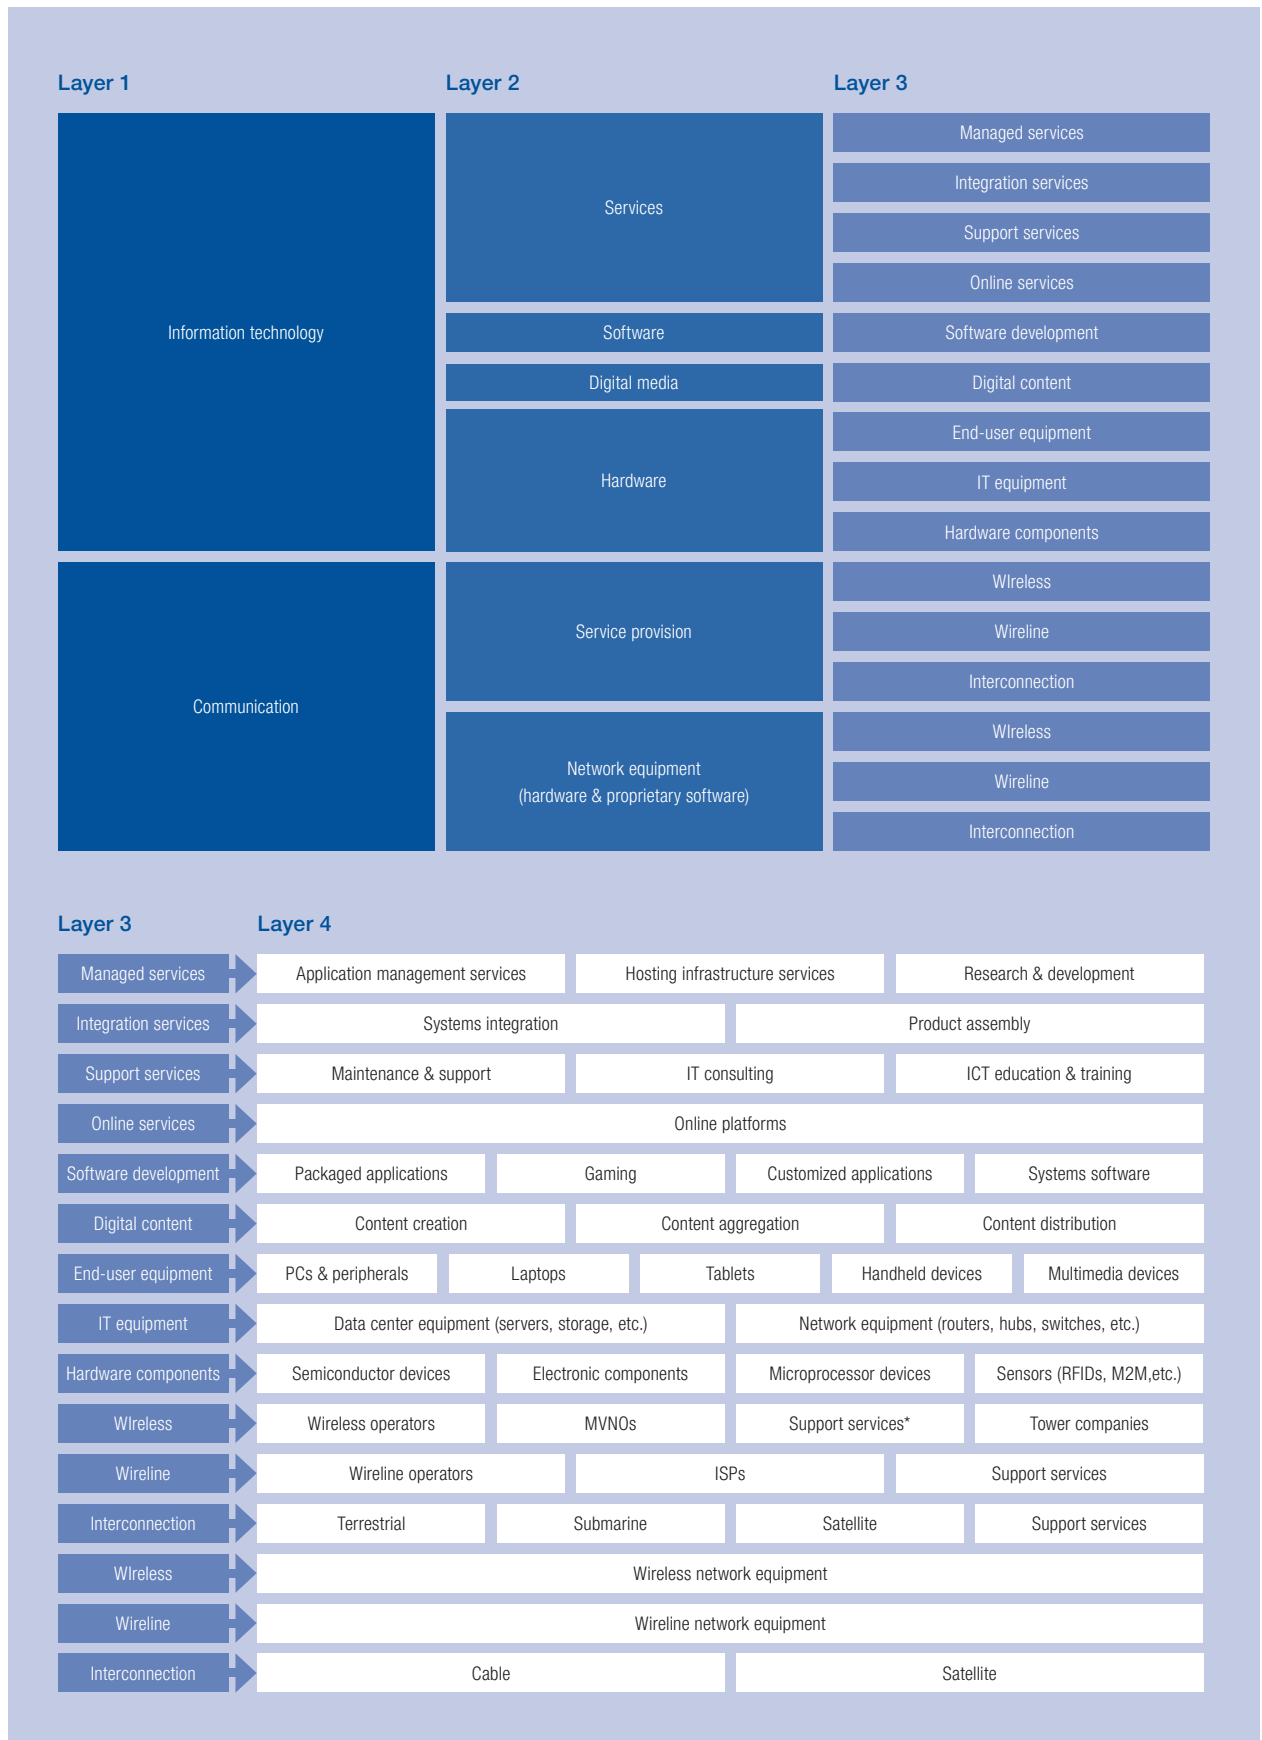 Layer 1
Layer 2
Layer 3
Information technology
Services
Managed services
Integration services
Support services
Online services
Software
Software development
Digital media
Digital content
Hardware
End-user equipment
IT equipment
Hardware components
Communication
Service provision
WIreless
Wireline
Interconnection
Network equipment
(hardware & proprietary software)
WIreless
Wireline
Interconnection
Layer 3
Layer 4
Managed services
Application management services
Hosting infrastructure services
Research & development
Integration services
Systems integration
Product assembly
Support services
Maintenance & support
IT consulting
ICT education & training
Online services
Online platforms
Software development
Packaged applications
Gaming
Customized applications
Systems software
Digital content
Content creation
Content aggregation
Content distribution
End-user equipment
PCs & peripherals
Laptops
Tablets
Handheld devices
Multimedia devices
IT equipment
Data center equipment (servers, storage, etc.)
Network equipment (routers, hubs, switches, etc.)
Hardware components
Semiconductor devices
Electronic components
Microprocessor devices
Sensors (RFIDs, M2M,etc.)
WIreless
Wireless operators
MVNOs
Support services*
Tower companies
Wireline
Wireline operators
ISPs
Support services
Interconnection
Terrestrial
Submarine
Satellite
Support services
WIreless
Wireless network equipment
Wireline
Wireline network equipment
Interconnection
Cable
Satellite